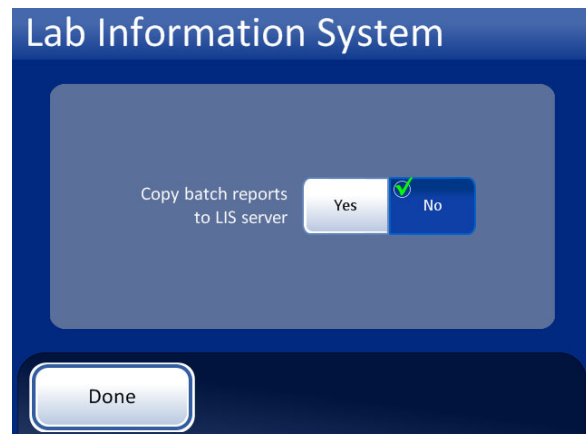 Lab Information System
Copy batch reports
to LIS server
Yes
No
Done